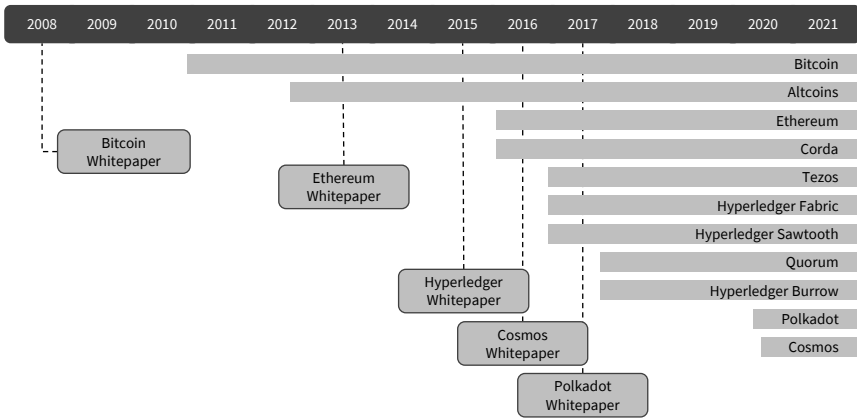 2008 2009 2010 2011 2012 2013 2014 2015 2016 2017 2018 2019 2020 2021
Bitcoin
Altcoins
Ethereum
Corda
Tezos
Hyperledger Fabric
Hyperledger Sawtooth
Quorum
Hyperledger Burrow
Polkadot
Cosmos
Bitcoin
Whitepaper
Ethereum
Whitepaper
Hyperledger
Whitepaper
Cosmos
Whitepaper
Polkadot
Whitepaper